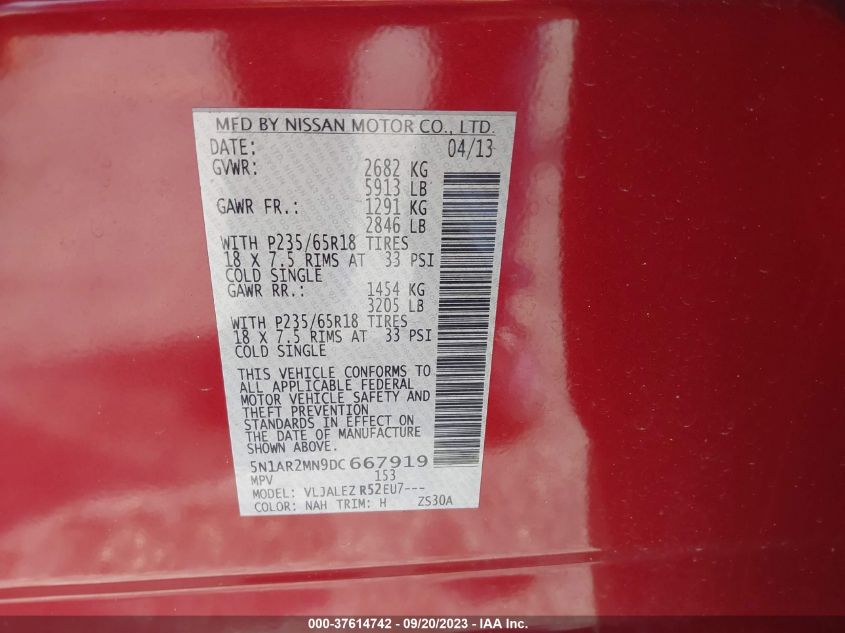 MFD BY NISSAN MOTOR CO., LTD.
DATE: 04/13
GVWR: 2682 KG
5913 LB
GAWR FR.: 1291 KG
2846 LB
WITH P235/65R18 TIRES
18 X 7.5 RIMS AT 33 PSI
COLD SINGLE
GAWR RR.: 1454 KG
3205 LB
WITH P235/65R18 TIRES
18 X 7.5 RIMS AT 33 PSI
COLD SINGLE
THIS VEHICLE CONFORMS TO
ALL APPLICABLE FEDERAL
MOTOR VEHICLE SAFETY AND
THEFT PREVENTION
STANDARDS IN EFFECT ON
THE DATE OF MANUFACTURE
SHOWN ABOVE.
5N1AR2MN9DC 667919
MPV 153
MODEL: VLJALEZ R52EU7---
COLOR: NAH TRIM: H ZS30A
000-37614742 - 09/20/2023 - IAA Inc.